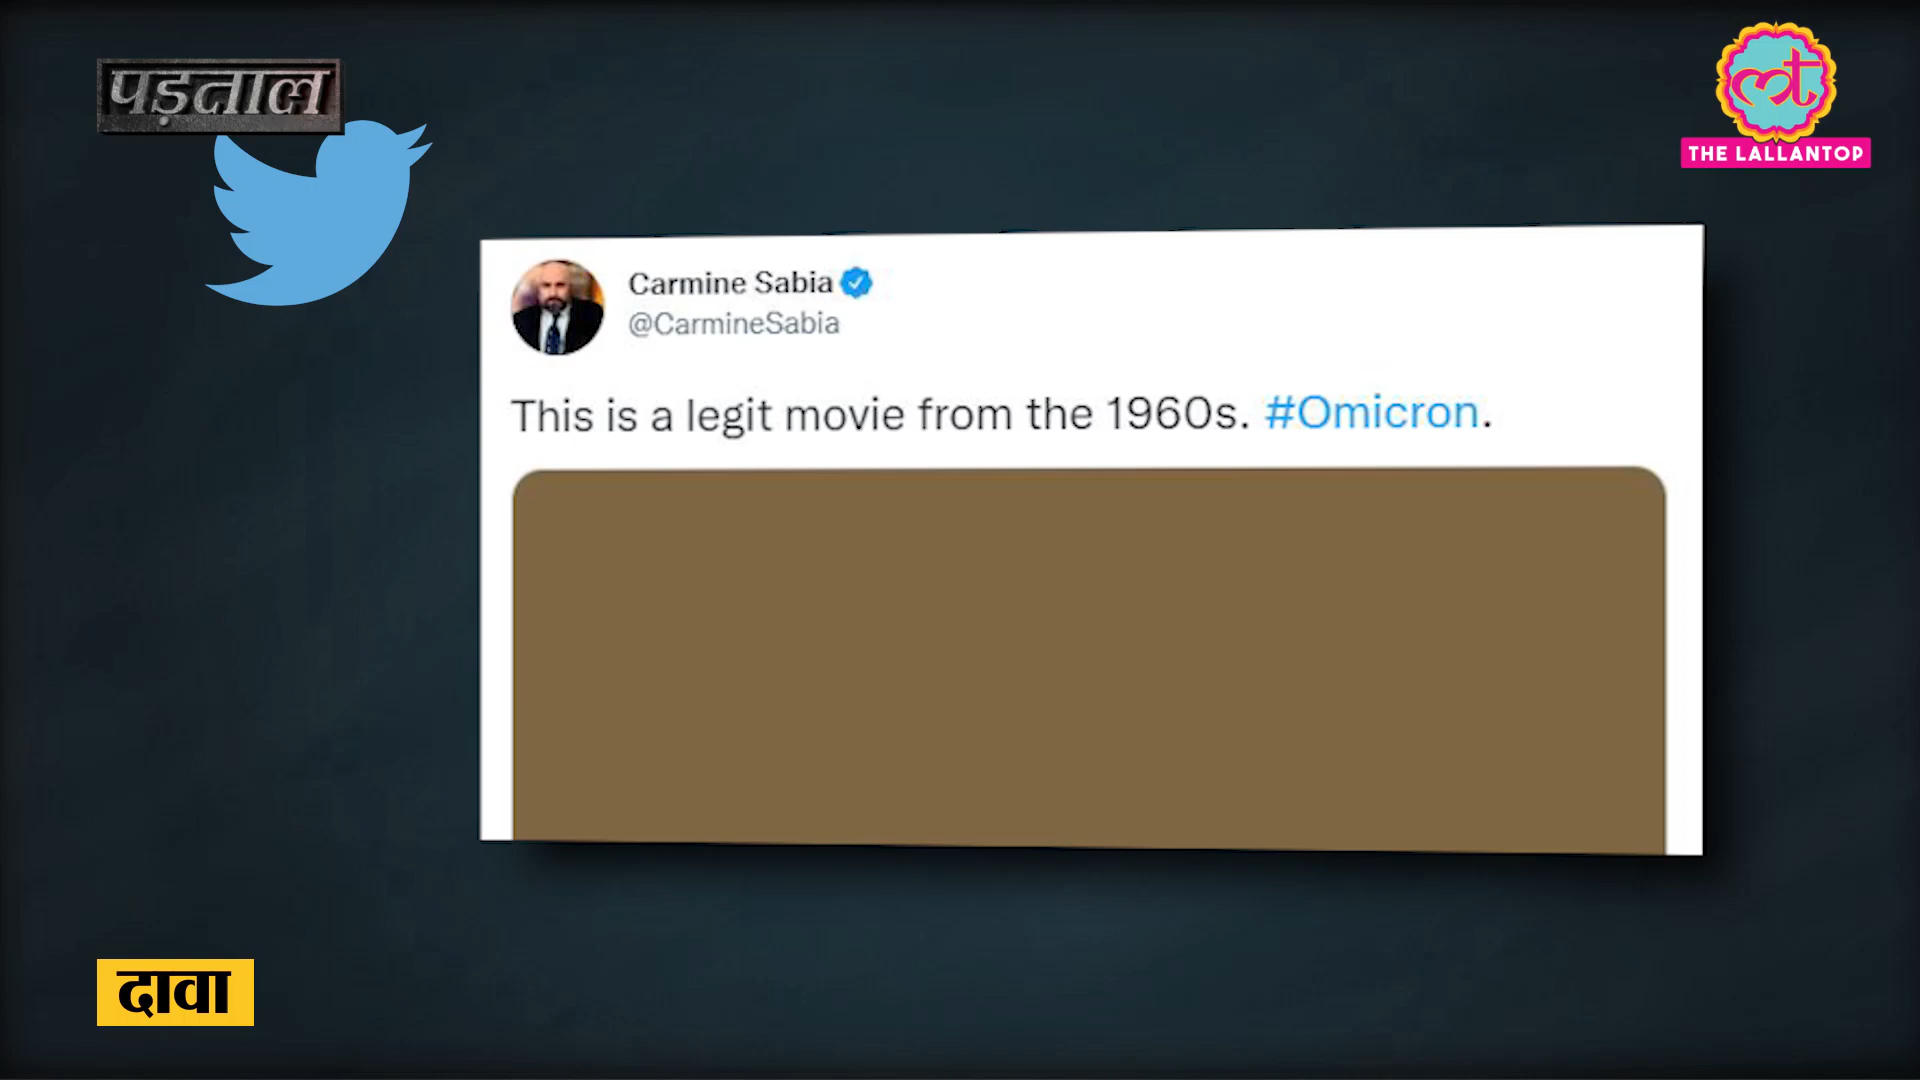 पड़ताल
THE LALLANTOP
Carmine Sabia
@CarmineSabia
This is a legit movie from the 1960s. #Omicron.
दावा